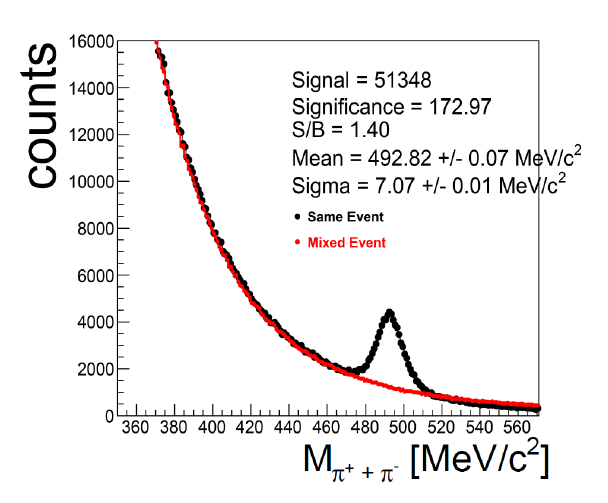 counts
16000
14000
12000
10000
8000
6000
4000
2000
0
Signal = 51348
Significance = 172.97
S/B = 1.40
Mean = 492.82 +/- 0.07 MeV/c²
Sigma = 7.07 +/- 0.01 MeV/c²
Same Event
Mixed Event
360 380 400 420 440 460 480 500 520 540 560
M_π⁺ + π⁻ [MeV/c²]